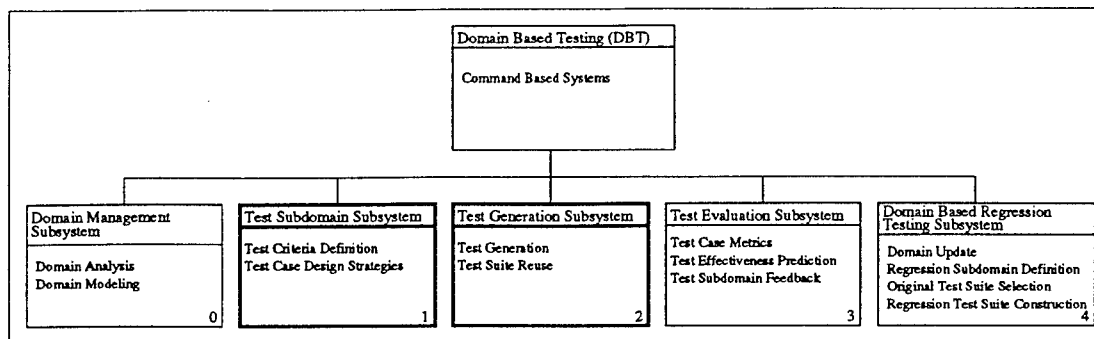 Domain Based Testing (DBT)
Command Based Systems
Domain Management
Subsystem
Domain Analysis
Domain Modeling
0
Test Subdomain Subsystem
Test Criteria Definition
Test Case Design Strategies
1
Test Generation Subsystem
Test Generation
Test Suite Reuse
2
Test Evaluation Subsystem
Test Case Metrics
Test Effectiveness Prediction
Test Subdomain Feedback
3
Domain Based Regression
Testing Subsystem
Domain Update
Regression Subdomain Definition
Original Test Suite Selection
Regression Test Suite Construction
4